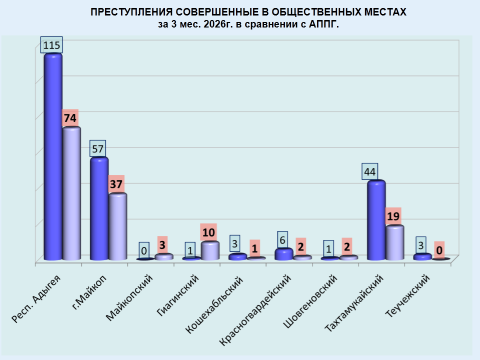 ПРЕСТУПЛЕНИЯ СОВЕРШЕННЫЕ В ОБЩЕСТВЕННЫХ МЕСТАХ
за 3 мес. 2026г. в сравнении с АППГ.
115
74
57
37
0
3
1
10
3
1
6
2
1
2
44
19
3
0
Респ. Адыгея
г.Майкоп
Майкопский
Гиагинский
Кошехабльский
Красногвардейский
Шовгеновский
Тахтамукайский
Теучежский